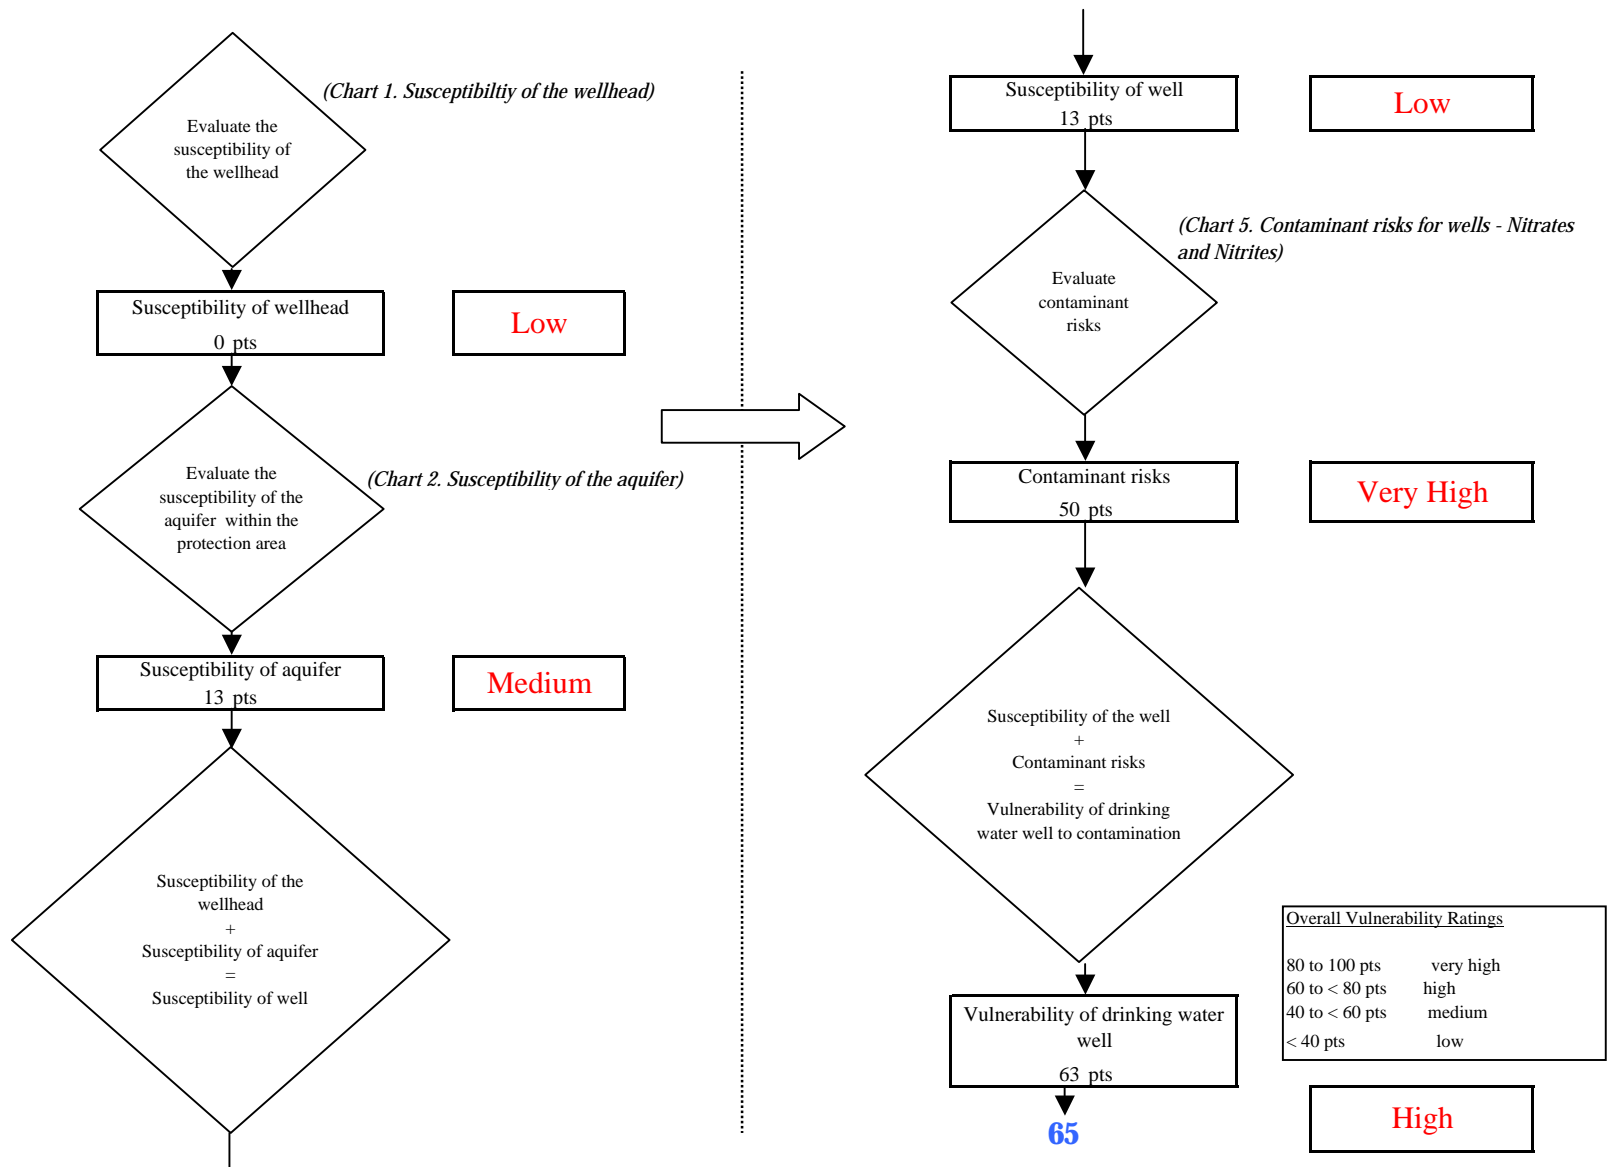 (Chart 1. Susceptibiltiy of the wellhead)
Evaluate the
susceptibility of
the wellhead
Susceptibility of wellhead
0 pts
Low
Evaluate the
susceptibility of the
aquifer within the
protection area
(Chart 2. Susceptibility of the aquifer)
Susceptibility of aquifer
13 pts
Medium
Susceptibility of the
wellhead
+
Susceptibility of aquifer
=
Susceptibility of well
Susceptibility of well
13 pts
Low
(Chart 5. Contaminant risks for wells - Nitrates
and Nitrites)
Evaluate
contaminant
risks
Contaminant risks
50 pts
Very High
Susceptibility of the well
+
Contaminant risks
=
Vulnerability of drinking
water well to contamination
Overall Vulnerability Ratings
80 to 100 pts very high
60 to < 80 pts high
40 to < 60 pts medium
< 40 pts low
Vulnerability of drinking water
well
63 pts
65
High